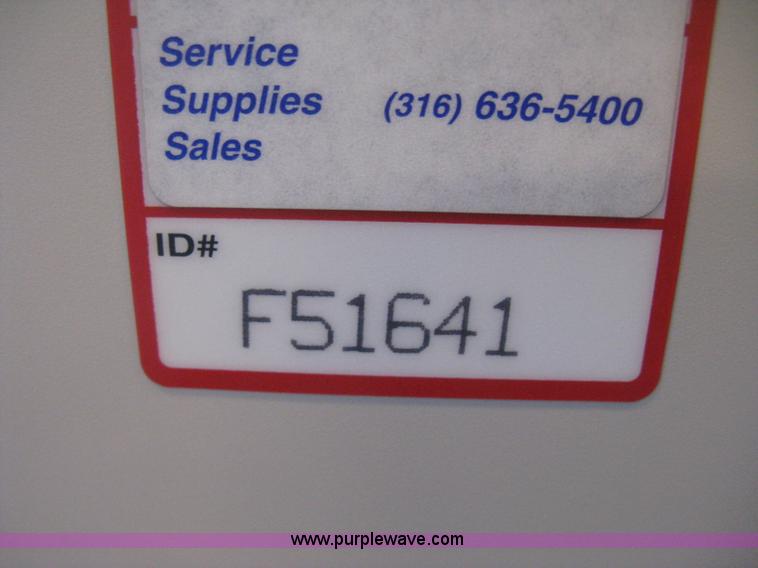 Service
Supplies (316) 636-5400
Sales
ID#
F51641
www.purplewave.com